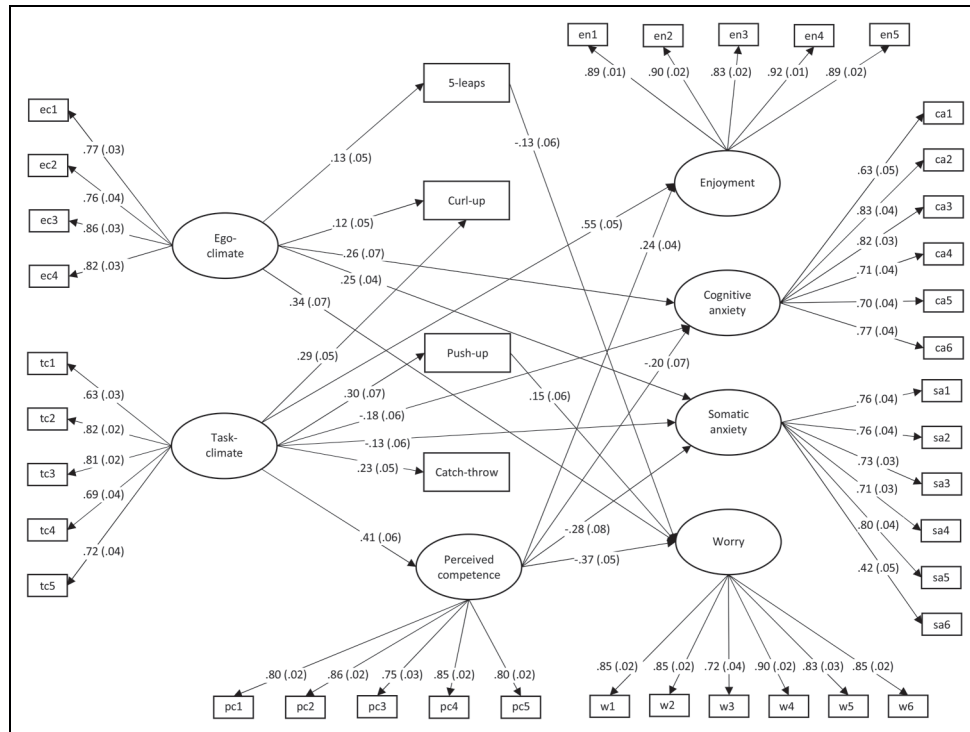 en1
en2
en3
en4
en5
.89 (.01)
.90 (.02)
.83 (.02)
.92 (.01)
.89 (.02)
5-leaps
ec1
ec2
ec3
ec4
.77 (.03)
.76 (.04)
.86 (.03)
.82 (.03)
Ego-
climate
.13 (.05)
.12 (.05)
.26 (.07)
.25 (.04)
.34 (.07)
-.13 (.06)
Curl-up
Enjoyment
.55 (.05)
.24 (.04)
ca1
ca2
ca3
ca4
ca5
ca6
.63 (.05)
.83 (.04)
.82 (.03)
.71 (.04)
.70 (.04)
.77 (.04)
Cognitive
anxiety
tc1
tc2
tc3
tc4
tc5
.63 (.03)
.82 (.02)
.81 (.02)
.69 (.04)
.72 (.04)
Task-
climate
.29 (.05)
.30 (.07)
-.18 (.06)
-.13 (.06)
.23 (.05)
.41 (.06)
Push-up
.15 (.06)
-.20 (.07)
Catch-throw
Somatic
anxiety
sa1
sa2
sa3
sa4
sa5
sa6
.76 (.04)
.76 (.04)
.73 (.03)
.71 (.03)
.80 (.04)
.42 (.05)
Perceived
competence
-.28 (.08)
-.37 (.05)
Worry
.80 (.02)
.86 (.02)
.75 (.03)
.85 (.02)
.80 (.02)
pc1
pc2
pc3
pc4
pc5
.85 (.02)
.85 (.02)
.72 (.04)
.90 (.02)
.83 (.03)
.85 (.02)
w1
w2
w3
w4
w5
w6